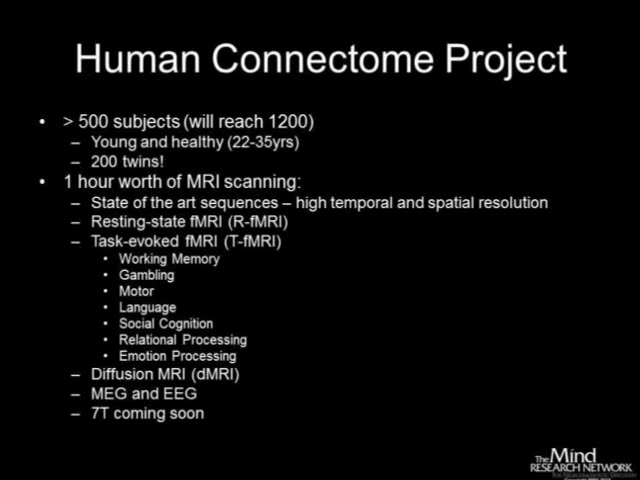 Human Connectome Project
• > 500 subjects (will reach 1200)
– Young and healthy (22-35yrs)
– 200 twins!
• 1 hour worth of MRI scanning:
– State of the art sequences – high temporal and spatial resolution
– Resting-state fMRI (R-fMRI)
– Task-evoked fMRI (T-fMRI)
• Working Memory
• Gambling
• Motor
• Language
• Social Cognition
• Relational Processing
• Emotion Processing
– Diffusion MRI (dMRI)
– MEG and EEG
– 7T coming soon
The Mind
RESEARCH NETWORK